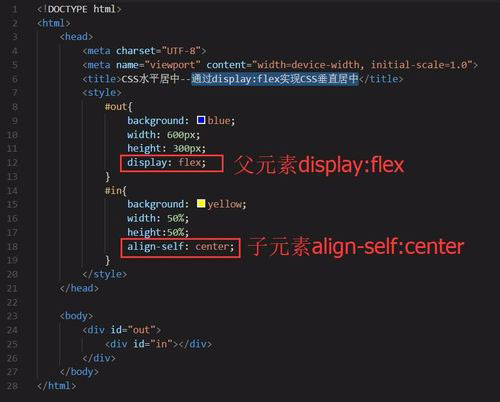 1 <!DOCTYPE html>
2 <html>
3 <head>
4 <meta charset="UTF-8">
5 <meta name="viewport" content="width=device-width, initial-scale=1.0">
6 <title>CSS水平居中--通过display:flex实现CSS垂直居中</title>
7 <style>
8 #out{
9 background: blue;
10 width: 600px;
11 height: 300px;
12 display: flex; 父元素display:flex
13 }
14 #in{
15 background: yellow;
16 width: 50%;
17 height:50%;
18 align-self: center; 子元素align-self:center
19 }
20 </style>
21 </head>
22
23 <body>
24 <div id="out">
25 <div id="in"></div>
26 </div>
27 </body>
28 </html>